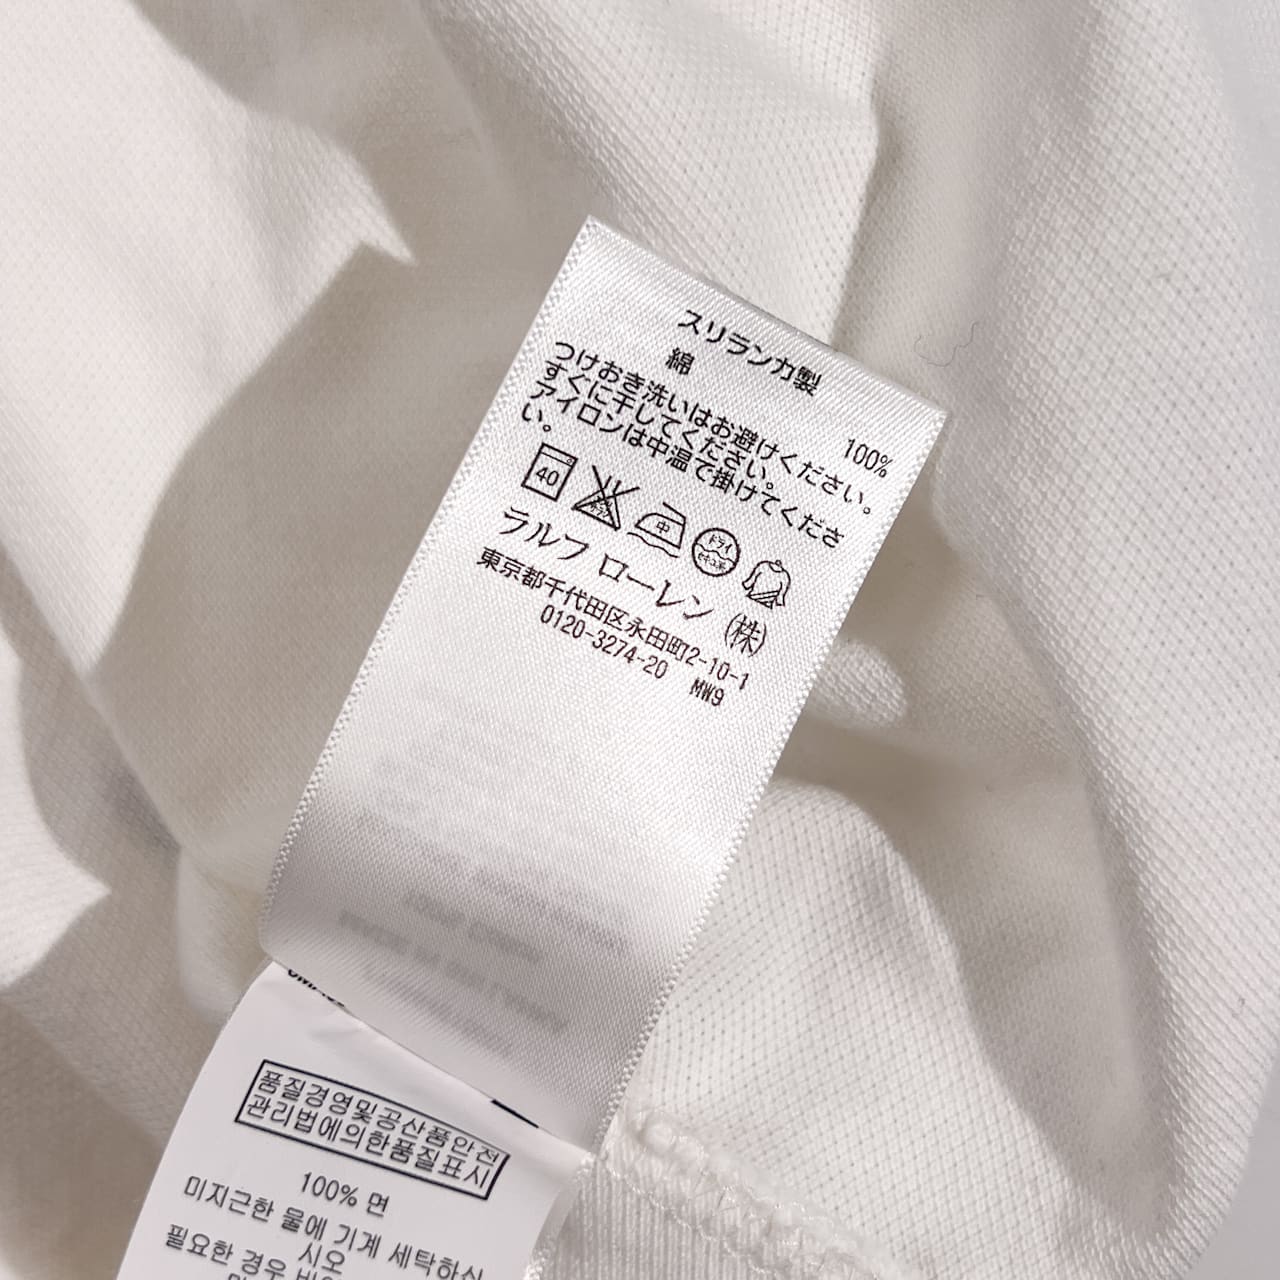 スリランカ製
綿 100%
つけおき洗いはお避けください。
すぐに干してください。
アイロンは中温で掛けてくださ
い。
40 中 ドライ
ラルフ ローレン (株)
東京都千代田区永田町2-10-1
0120-3274-20 MW9
품질경영및공산품안전
관리법에의한품질표시
100% 면
미지근한 물에 기계 세탁하십
시오
필요한 경우